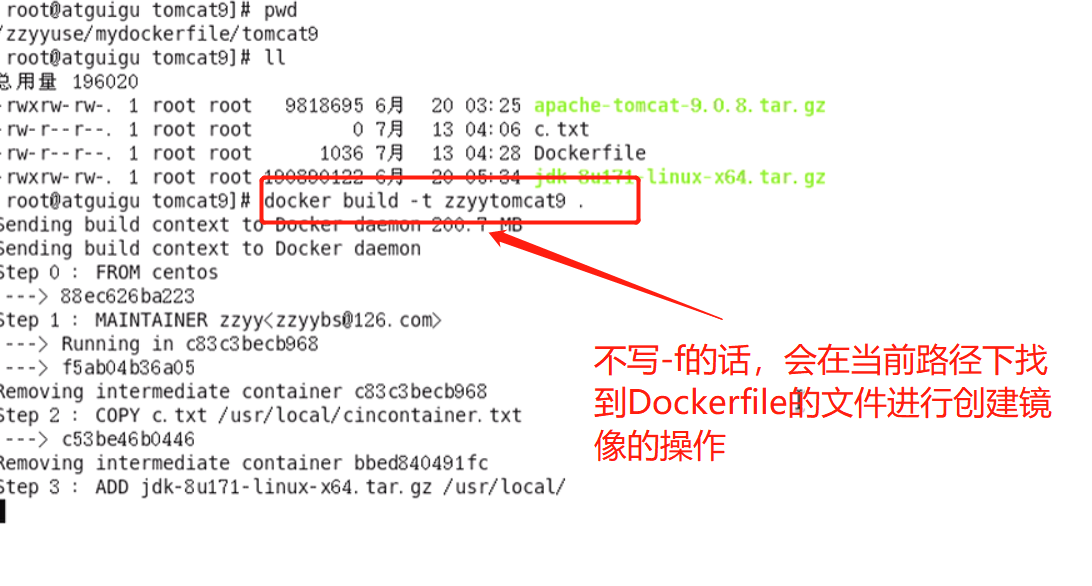 root@atguigu tomcat9]# pwd
/zzyyuse/mydockerfile/tomcat9
root@atguigu tomcat9]# ll
总用量 196020
-rwxrw-rw-. 1 root root 9818695 6月 20 03:25 apache-tomcat-9.0.8.tar.gz
-rw-r--r--. 1 root root 0 7月 13 04:06 c.txt
-rw-r--r--. 1 root root 1036 7月 13 04:28 Dockerfile
-rwxrw-rw-. 1 root root 190890122 6月 20 05:34 jdk-8u171-linux-x64.tar.gz
root@atguigu tomcat9]# docker build -t zzyytomcat9 .
Sending build context to Docker daemon 200.7 MB
Sending build context to Docker daemon
Step 0 : FROM centos
---> 88ec626ba223
Step 1 : MAINTAINER zzyy<zzyybs@126.com>
---> Running in c83c3becb968
---> f5ab04b36a05
Removing intermediate container c83c3becb968
Step 2 : COPY c.txt /usr/local/cincontainer.txt
---> c53be46b0446
Removing intermediate container bbed840491fc
Step 3 : ADD jdk-8u171-linux-x64.tar.gz /usr/local/
不写-f的话，会在当前路径下找
到Dockerfile的文件进行创建镜
像的操作